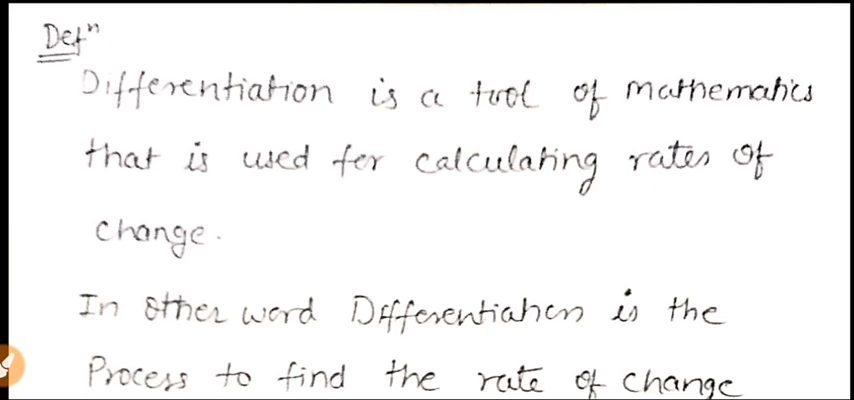 Defⁿ
Differentiation is a tool of mathematics
that is used for calculating rates of
change.
In other word Differentiation is the
Process to find the rate of change